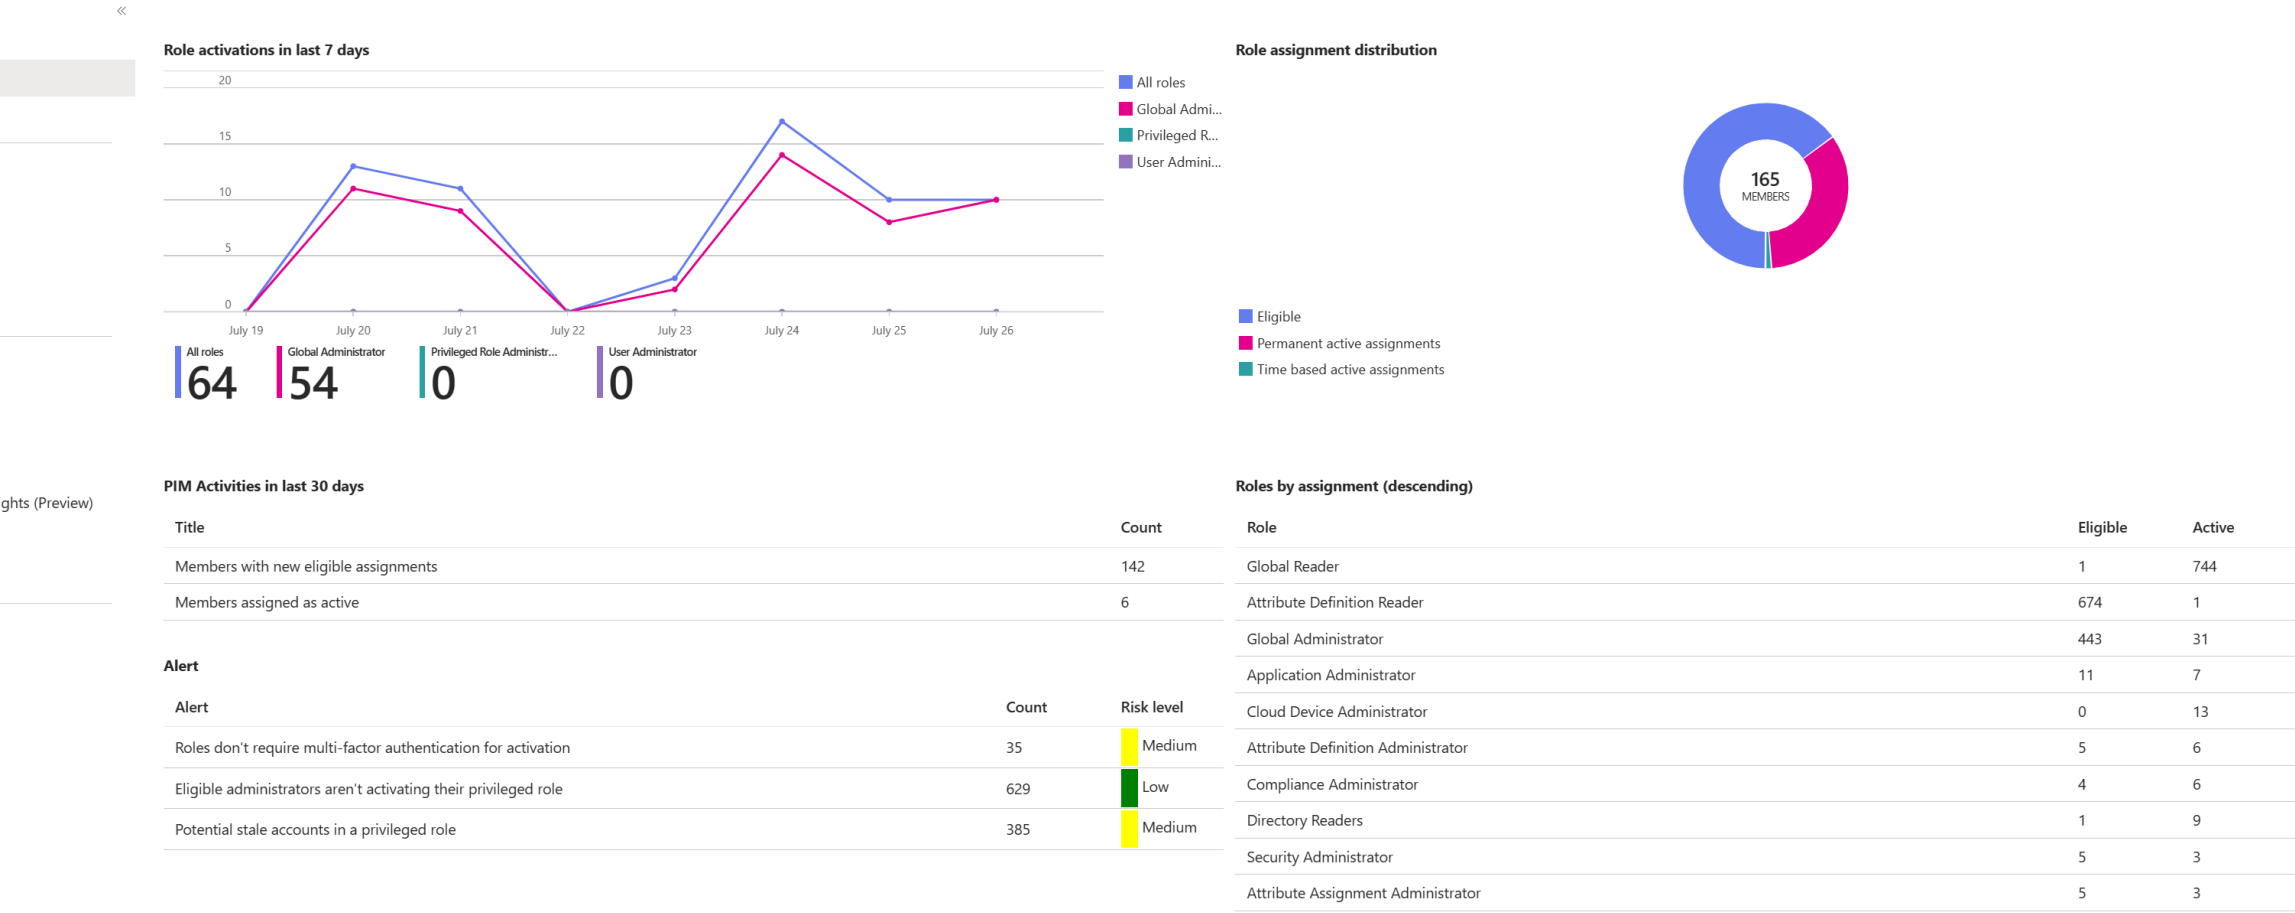 «
Role activations in last 7 days
20
15
10
5
0
July 19 July 20 July 21 July 22 July 23 July 24 July 25 July 26
All roles
Global Admi...
Privileged R...
User Admini...
All roles
64
Global Administrator
54
Privileged Role Administr...
0
User Administrator
0
Role assignment distribution
165
MEMBERS
Eligible
Permanent active assignments
Time based active assignments
ghts (Preview)
PIM Activities in last 30 days
Title Count
Members with new eligible assignments 142
Members assigned as active 6
Alert
Alert Count Risk level
Roles don't require multi-factor authentication for activation 35 Medium
Eligible administrators aren't activating their privileged role 629 Low
Potential stale accounts in a privileged role 385 Medium
Roles by assignment (descending)
Role Eligible Active
Global Reader 1 744
Attribute Definition Reader 674 1
Global Administrator 443 31
Application Administrator 11 7
Cloud Device Administrator 0 13
Attribute Definition Administrator 5 6
Compliance Administrator 4 6
Directory Readers 1 9
Security Administrator 5 3
Attribute Assignment Administrator 5 3